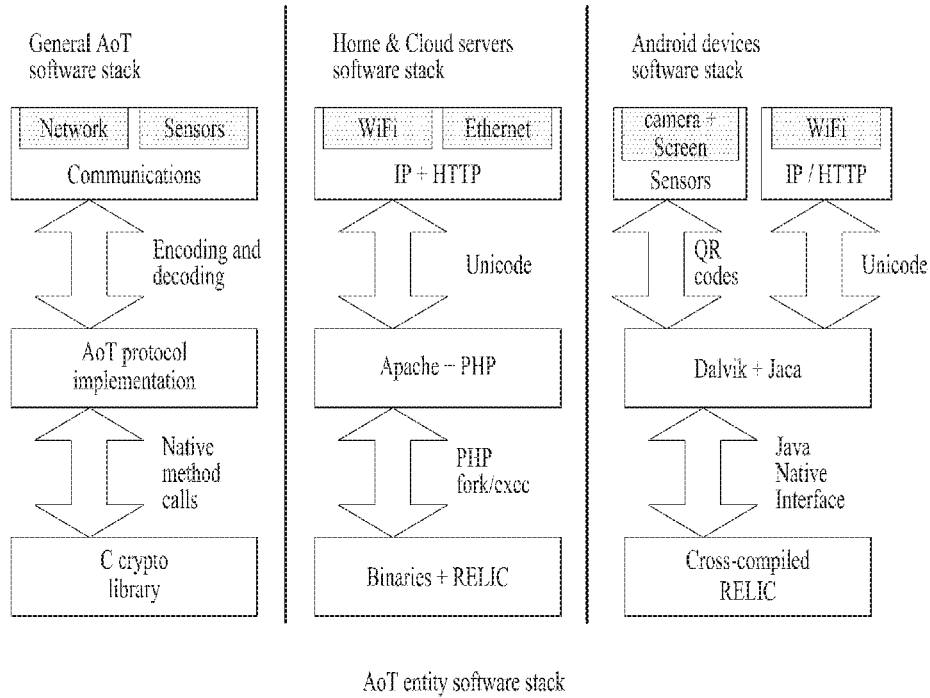 General AoT
software stack
Home & Cloud servers
software stack
Android devices
software stack
Network
Sensors
Communications
WiFi
Ethernet
IP + HTTP
camera +
Screen
Sensors
WiFi
IP / HTTP
Encoding and
decoding
Unicode
QR
codes
Unicode
AoT protocol
implementation
Apache - PHP
Dalvik + Jaca
Native
method
calls
PHP
fork/cxcc
Java
Native
Interface
C crypto
library
Binaries + RELIC
Cross-compiled
RELIC
AoT entity software stack